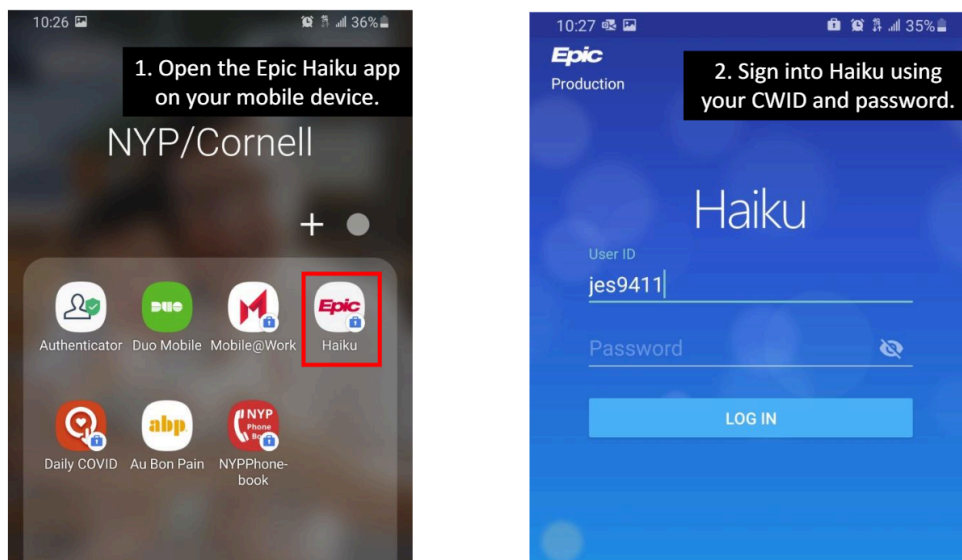 10:26
36%
1. Open the Epic Haiku app
on your mobile device.
NYP/Cornell
DUO
Epic
Authenticator Duo Mobile Mobile@Work Haiku
abp.
NYP
Phone
Daily COVID Au Bon Pain NYPPhone-
book
10:27
35%
Epic
Production
2. Sign into Haiku using
your CWID and password.
Haiku
User ID
jes9411
Password
LOG IN